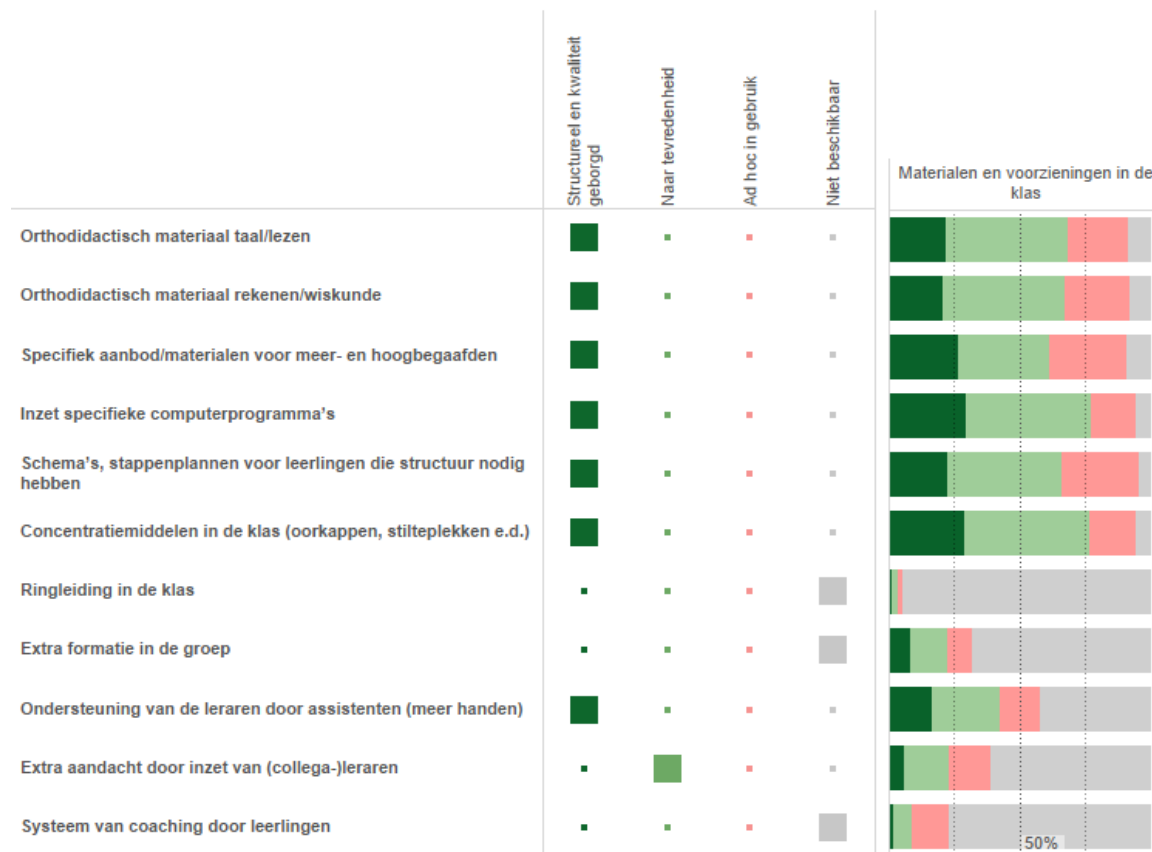 Structureel en kwaliteit
geborgd
Naar tevredenheid
Ad hoc in gebruik
Niet beschikbaar
Materialen en voorzieningen in de
klas
Orthodidactisch materiaal taal/lezen
Orthodidactisch materiaal rekenen/wiskunde
Specifiek aanbod/materialen voor meer- en hoogbegaafden
Inzet specifieke computerprogramma's
Schema's, stappenplannen voor leerlingen die structuur nodig
hebben
Concentratiemiddelen in de klas (oorkappen, stilteplekken e.d.)
Ringleiding in de klas
Extra formatie in de groep
Ondersteuning van de leraren door assistenten (meer handen)
Extra aandacht door inzet van (collega-)leraren
Systeem van coaching door leerlingen
50%